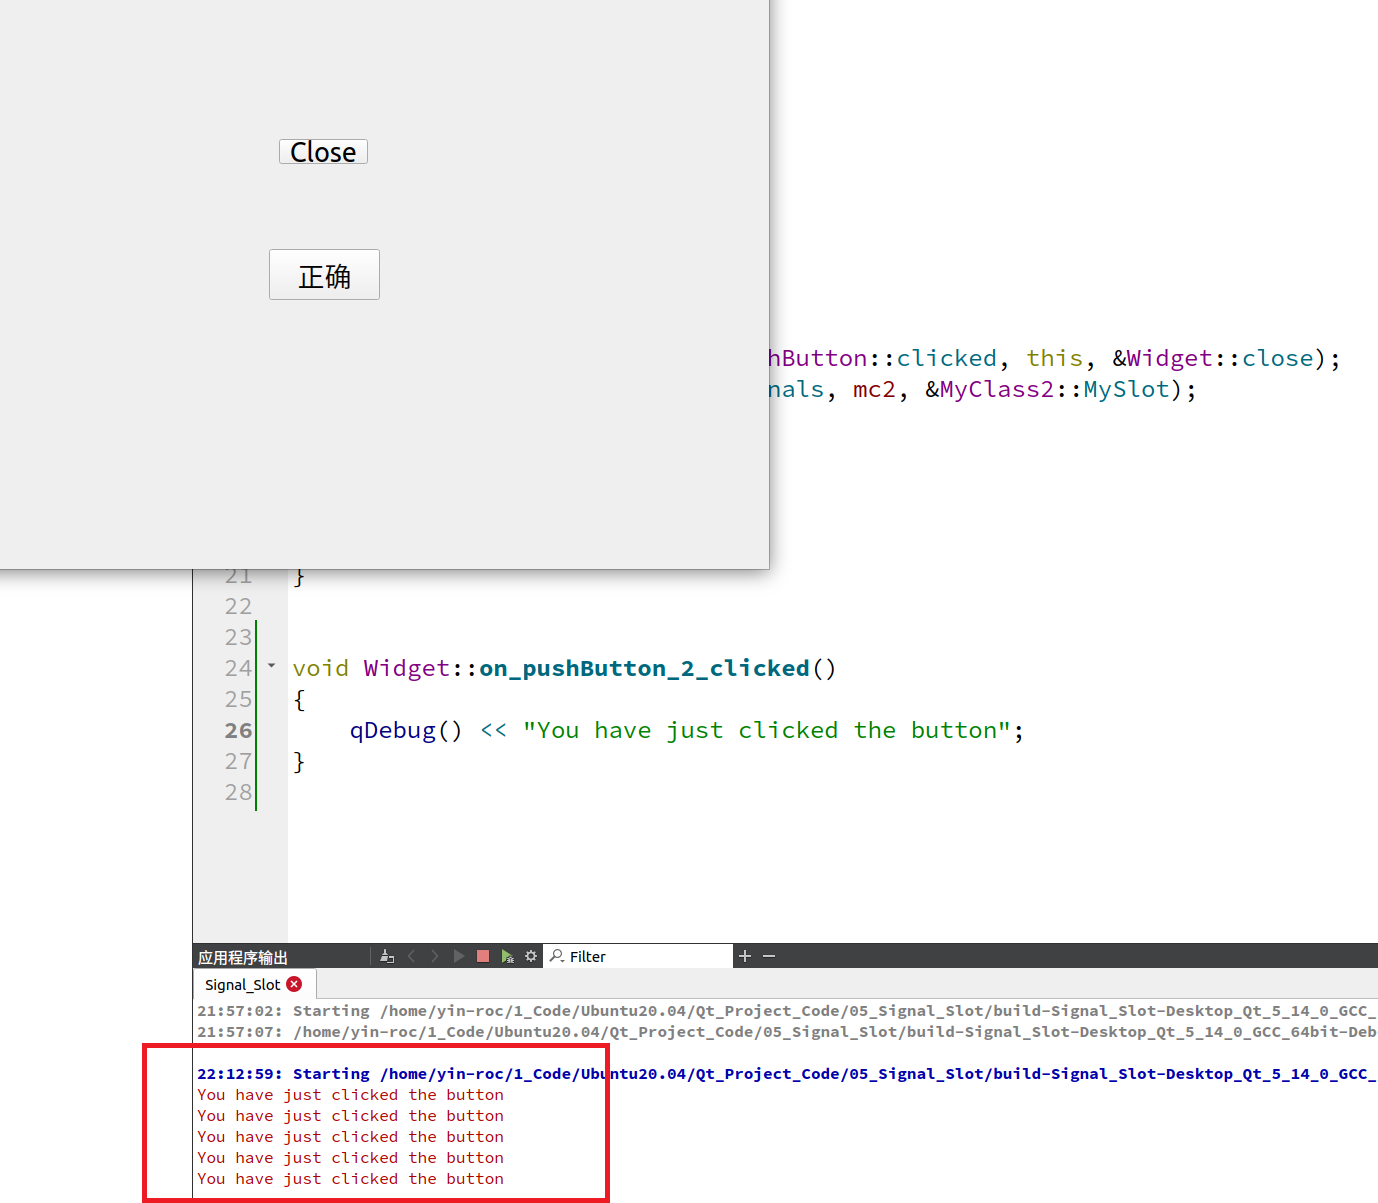 Close
正确
hButton::clicked, this, &Widget::close);
nals, mc2, &MyClass2::MySlot);
21 }
22
23
24 void Widget::on_pushButton_2_clicked()
25 {
26 qDebug() << "You have just clicked the button";
27 }
28
应用程序输出 Filter
Signal_Slot
21:57:02: Starting /home/yin-roc/1_Code/Ubuntu20.04/Qt_Project_Code/05_Signal_Slot/build-Signal_Slot-Desktop_Qt_5_14_0_GCC_
21:57:07: /home/yin-roc/1_Code/Ubuntu20.04/Qt_Project_Code/05_Signal_Slot/build-Signal_Slot-Desktop_Qt_5_14_0_GCC_64bit-Deb
22:12:59: Starting /home/yin-roc/1_Code/Ubuntu20.04/Qt_Project_Code/05_Signal_Slot/build-Signal_Slot-Desktop_Qt_5_14_0_GCC_
You have just clicked the button
You have just clicked the button
You have just clicked the button
You have just clicked the button
You have just clicked the button